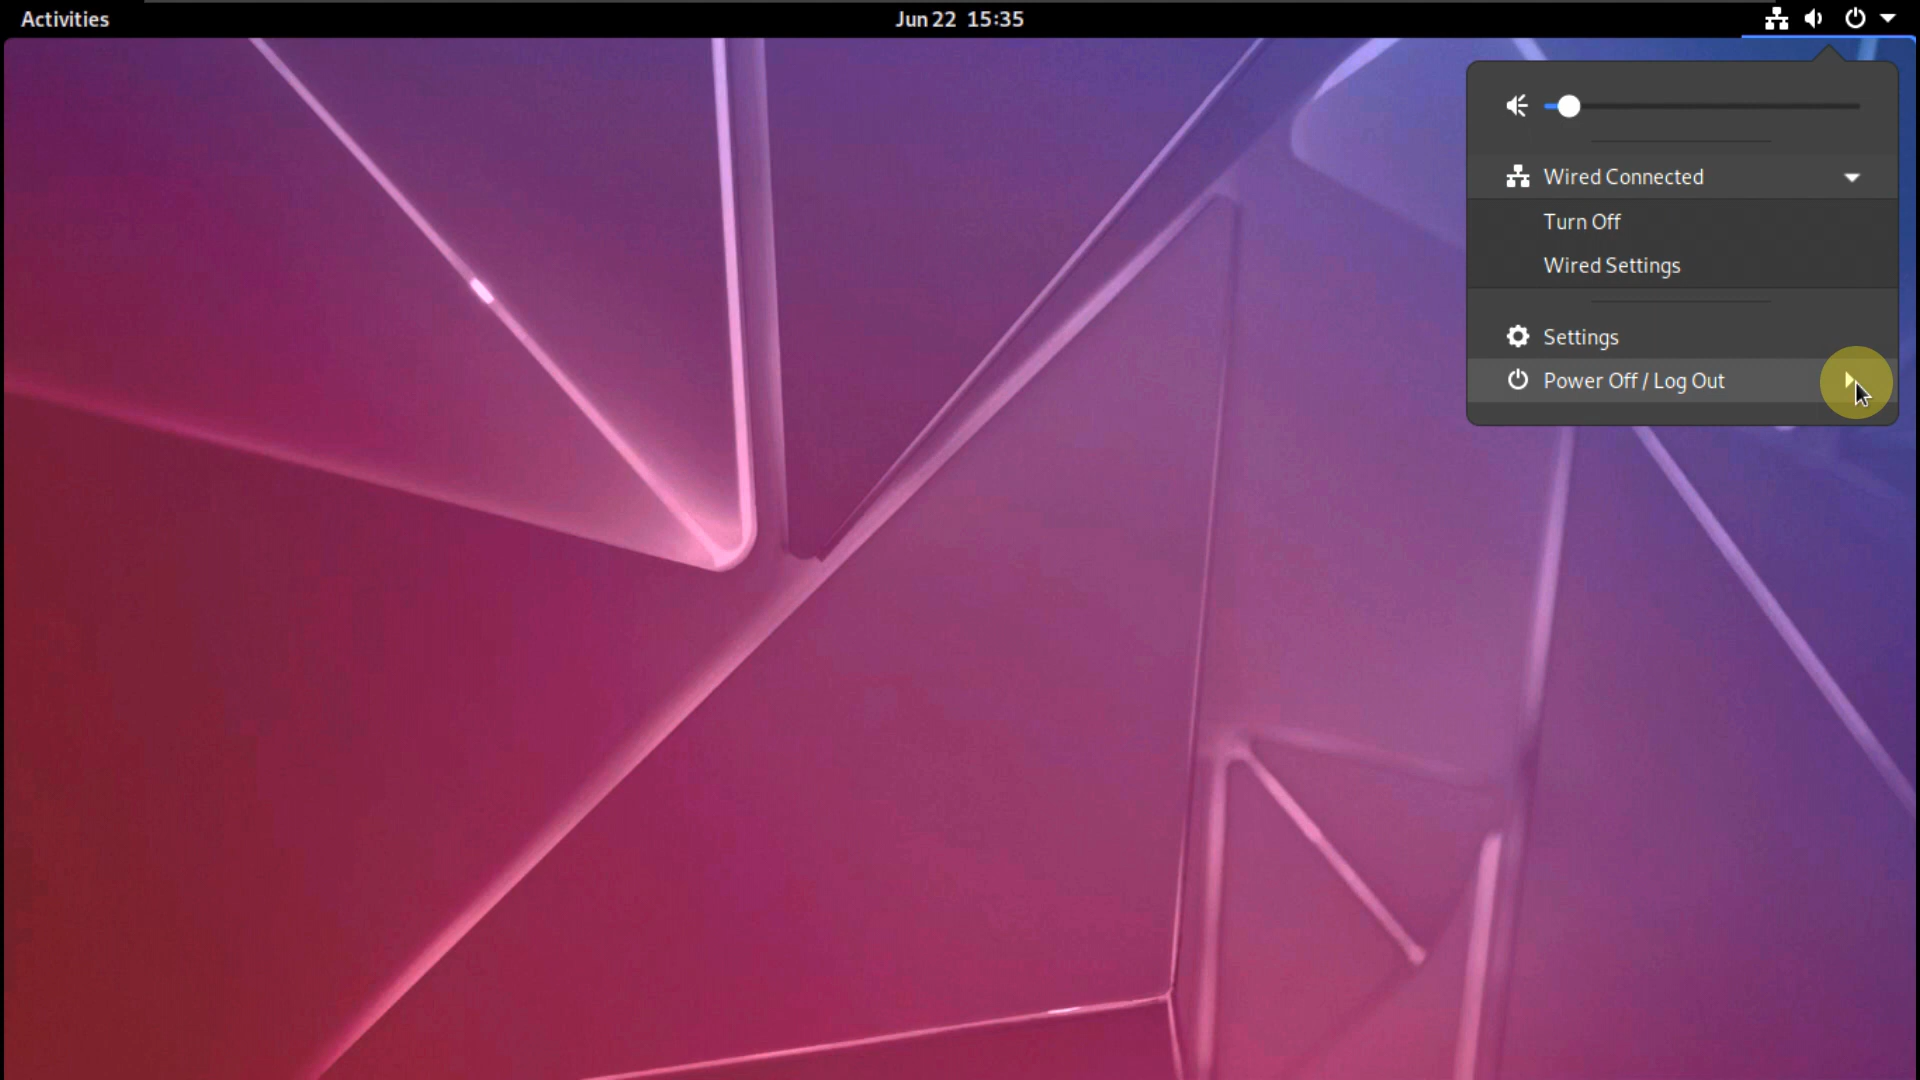 Activities
Jun 22 15:35
Wired Connected
Turn Off
Wired Settings
Settings
Power Off / Log Out